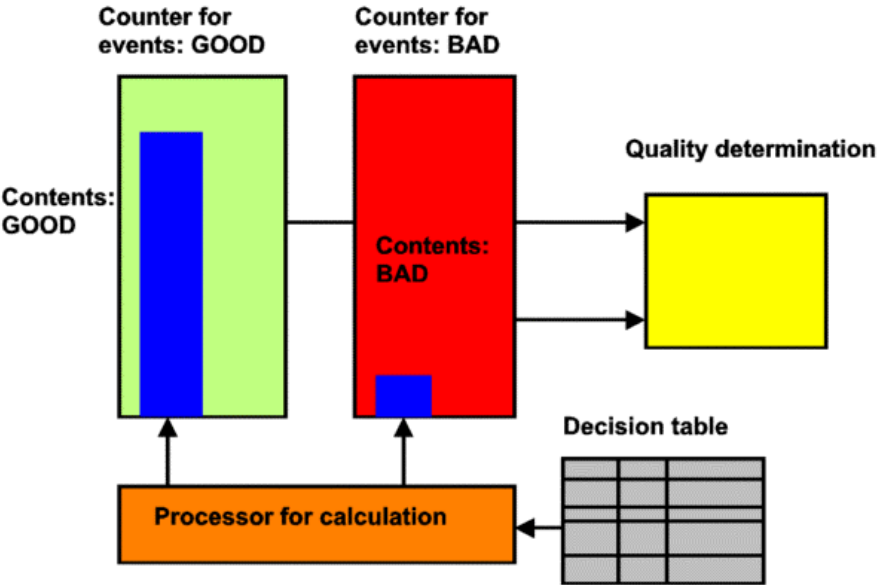 Counter for
events: GOOD
Counter for
events: BAD
Quality determination
Contents:
GOOD
Contents:
BAD
Decision table
Processor for calculation